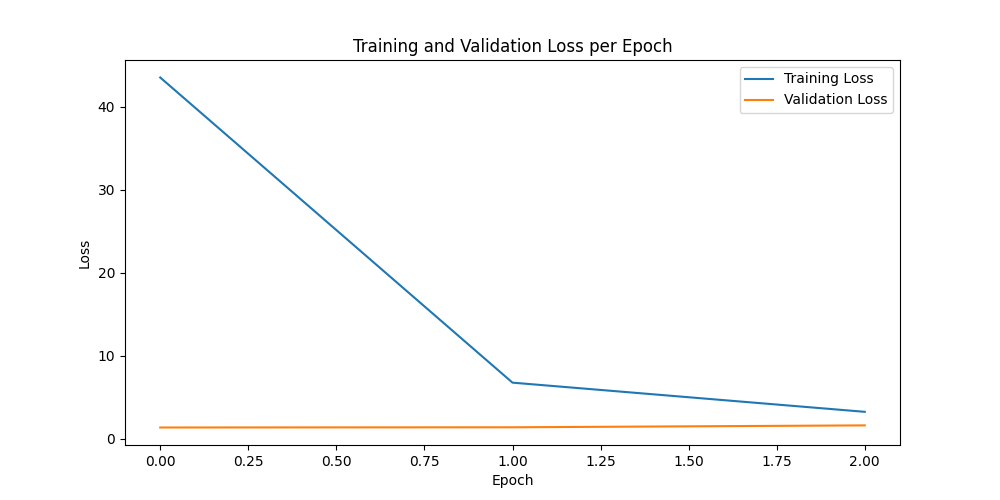 Training and Validation Loss per Epoch
Training Loss
Validation Loss
Loss
40
30
20
10
0
0.00 0.25 0.50 0.75 1.00 1.25 1.50 1.75 2.00
Epoch